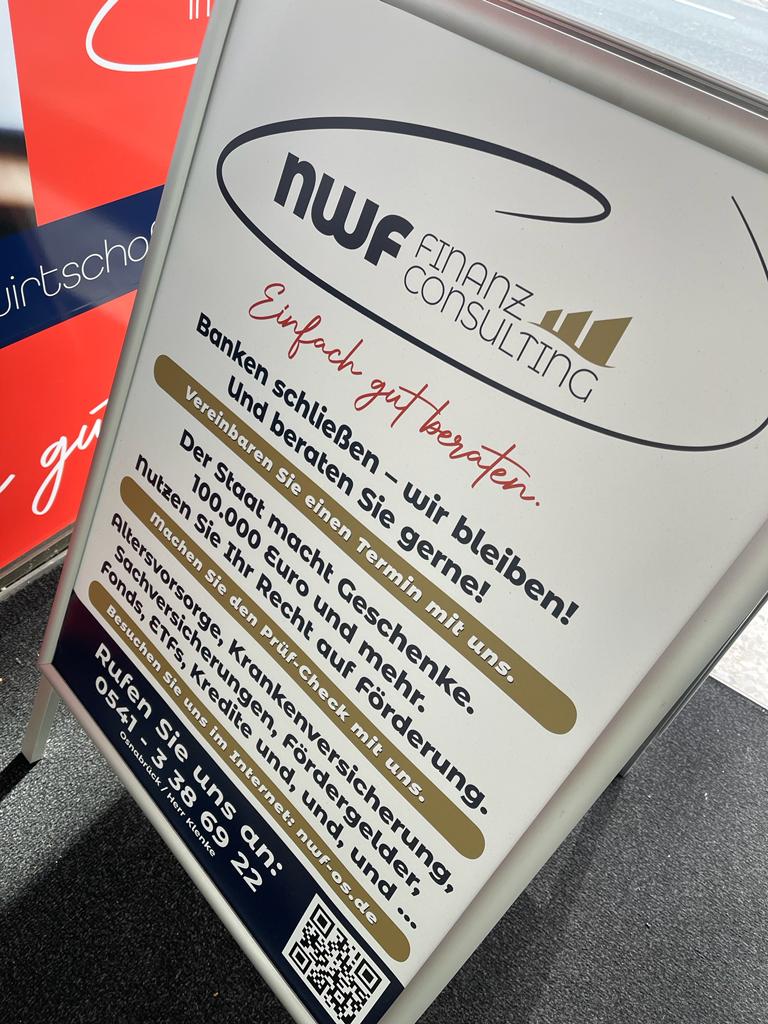 nwf FINANZ
CONSULTING
Einfach gut beraten.
Banken schließen – wir bleiben!
Und beraten Sie gerne!
Vereinbaren Sie einen Termin mit uns.
Der Staat macht Geschenke.
100.000 Euro und mehr.
Nutzen Sie Ihr Recht auf Förderung.
Machen Sie den Prüf-Check mit uns.
Altersvorsorge, Krankenversicherung,
Sachversicherungen, Fördergelder,
Fonds, ETFs, Kredite und, und, und ...
Besuchen Sie uns im Internet: nwf-os.de
Rufen Sie uns an:
0541 - 3 38 69 22
Osnabrück / Herr Klenke